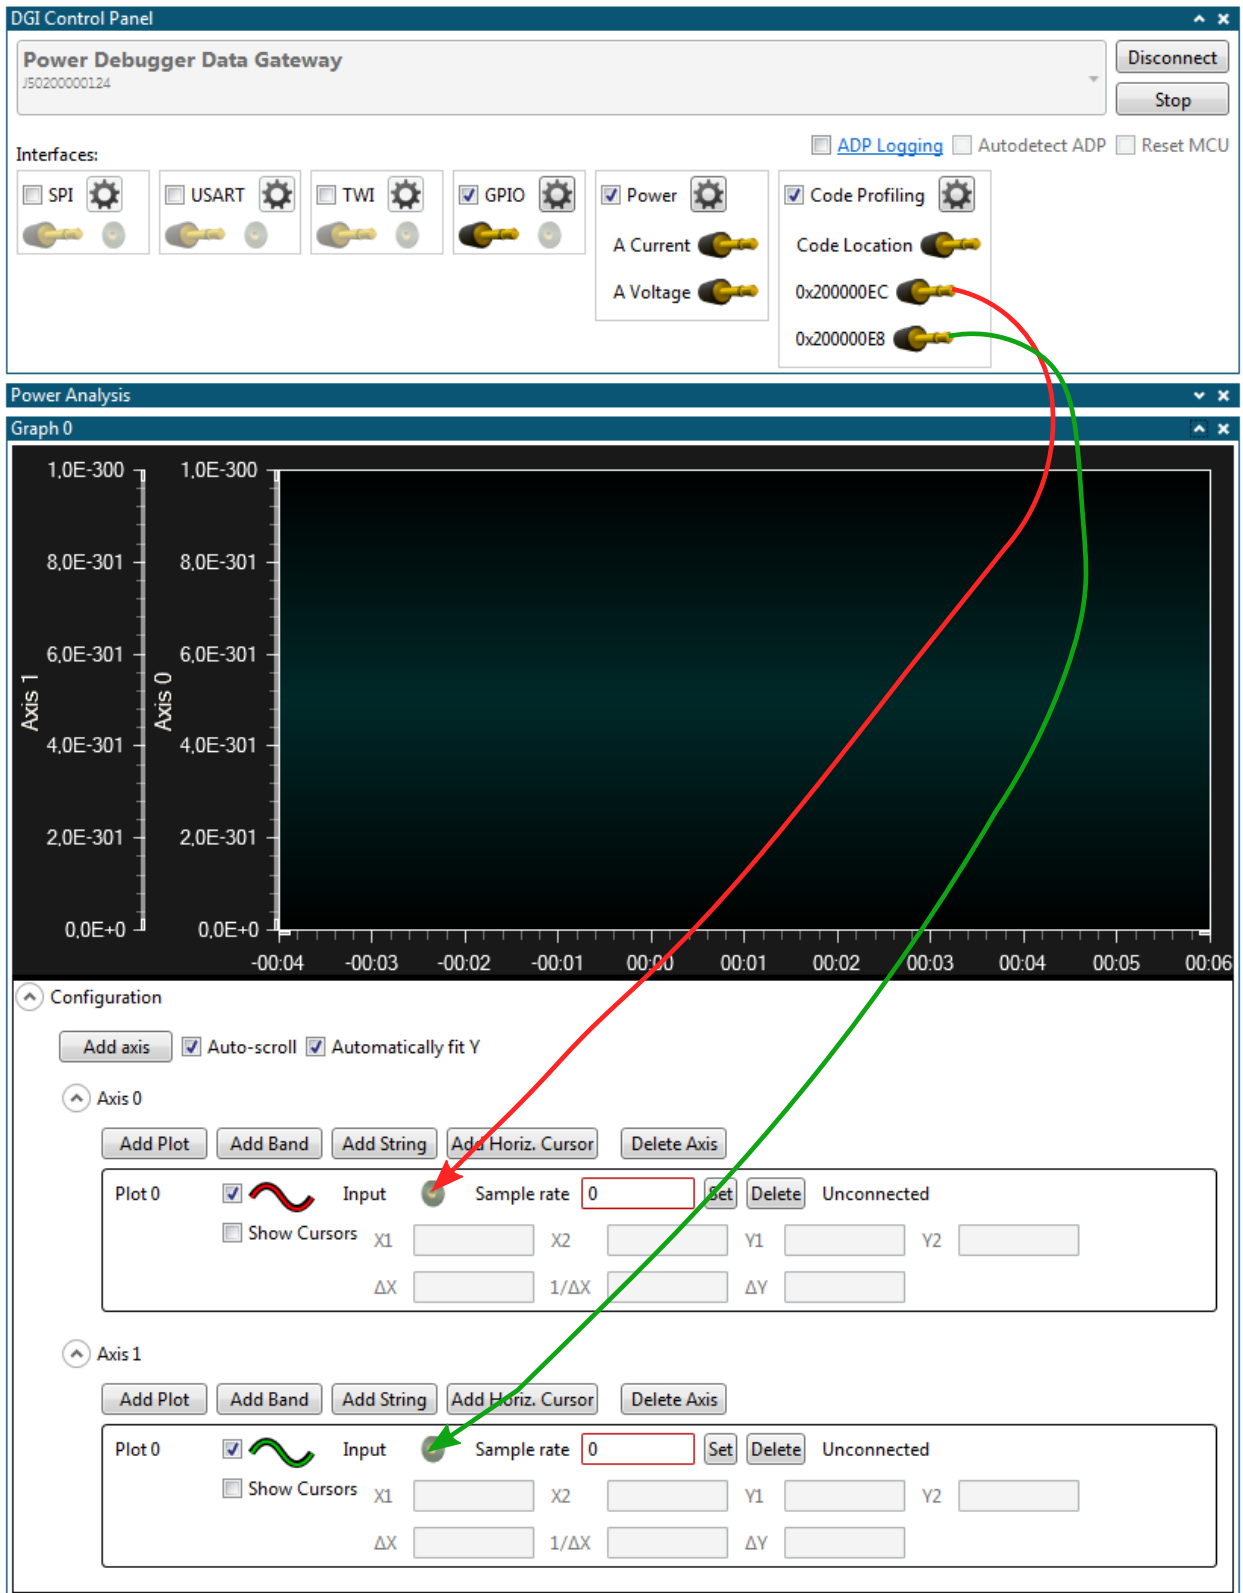 DGI Control Panel
Power Debugger Data Gateway
J50200000124
Disconnect
Stop
ADP Logging Autodetect ADP Reset MCU
Interfaces:
SPI USART TWI GPIO Power Code Profiling
A Current Code Location
A Voltage 0x200000EC
0x200000E8
Power Analysis
Graph 0
1,0E-300 1,0E-300
8,0E-301 8,0E-301
6,0E-301 6,0E-301
Axis 1 Axis 0
4,0E-301 4,0E-301
2,0E-301 2,0E-301
0,0E+0 0,0E+0
-00:04 -00:03 -00:02 -00:01 00:00 00:01 00:02 00:03 00:04 00:05 00:06
Configuration
Add axis Auto-scroll Automatically fit Y
Axis 0
Add Plot Add Band Add String Add Horiz. Cursor Delete Axis
Plot 0 Input Sample rate 0 Set Delete Unconnected
Show Cursors X1 X2 Y1 Y2
ΔX 1/ΔX ΔY
Axis 1
Add Plot Add Band Add String Add Horiz. Cursor Delete Axis
Plot 0 Input Sample rate 0 Set Delete Unconnected
Show Cursors X1 X2 Y1 Y2
ΔX 1/ΔX ΔY